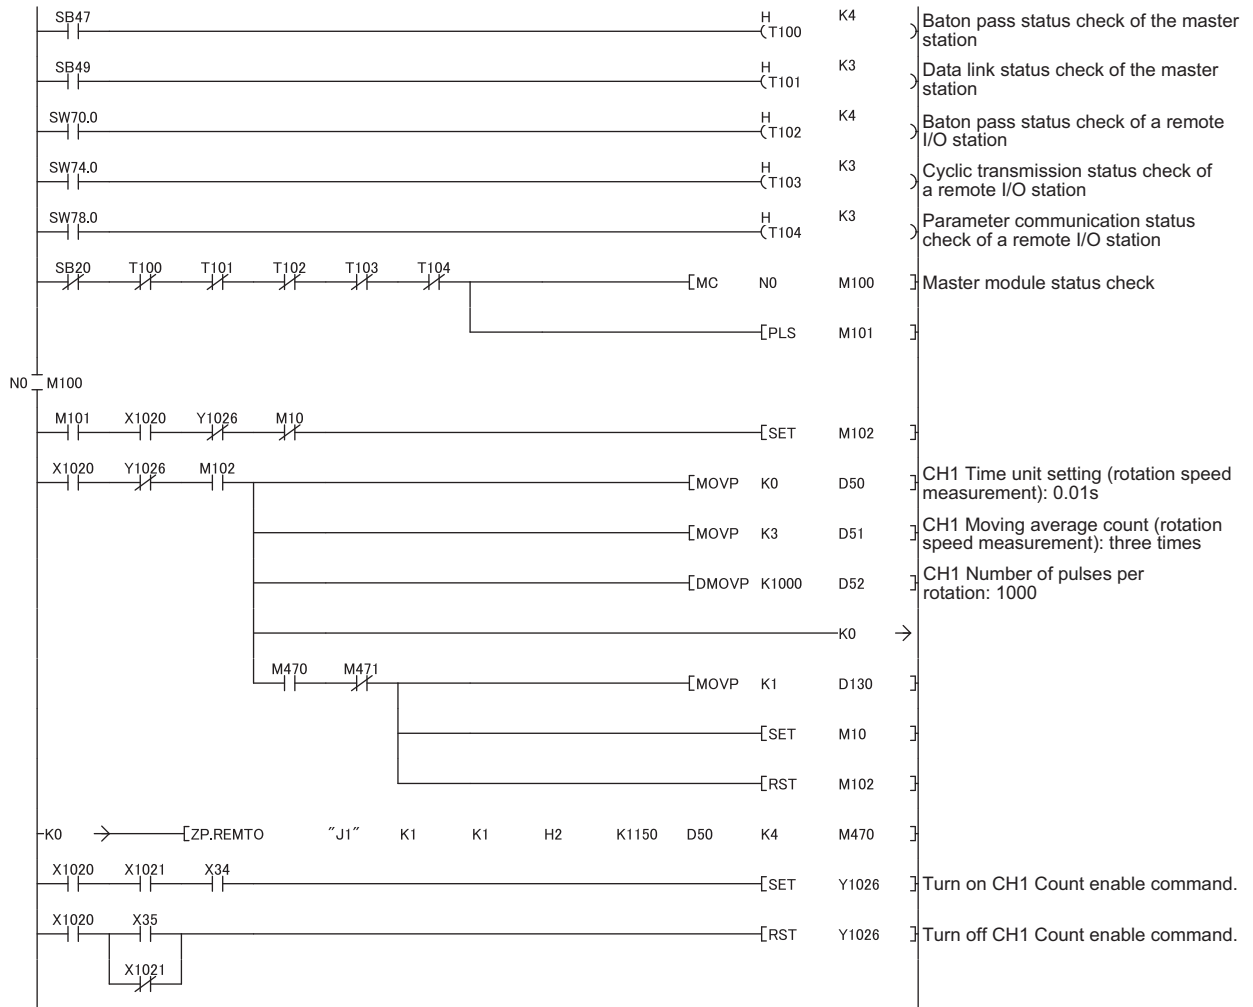 SB47 H K4
(T100 ) Baton pass status check of the master
station
SB49 H K3
(T101 ) Data link status check of the master
station
SW70.0 H K4
(T102 ) Baton pass status check of a remote
I/O station
SW74.0 H K3
(T103 ) Cyclic transmission status check of
a remote I/O station
SW78.0 H K3
(T104 ) Parameter communication status
check of a remote I/O station
SB20 T100 T101 T102 T103 T104
[MC N0 M100 ] Master module status check
[PLS M101 ]
N0 M100
M101 X1020 Y1026 M10
[SET M102 ]
X1020 Y1026 M102
[MOVP K0 D50 ] CH1 Time unit setting (rotation speed
measurement): 0.01s
[MOVP K3 D51 ] CH1 Moving average count (rotation
speed measurement): three times
[DMOVP K1000 D52 ] CH1 Number of pulses per
rotation: 1000
K0
M470 M471
[MOVP K1 D130 ]
[SET M10 ]
[RST M102 ]
K0 [ZP.REMTO "J1" K1 K1 H2 K1150 D50 K4 M470 ]
X1020 X1021 X34
[SET Y1026 ] Turn on CH1 Count enable command.
X1020 X35
[RST Y1026 ] Turn off CH1 Count enable command.
X1021